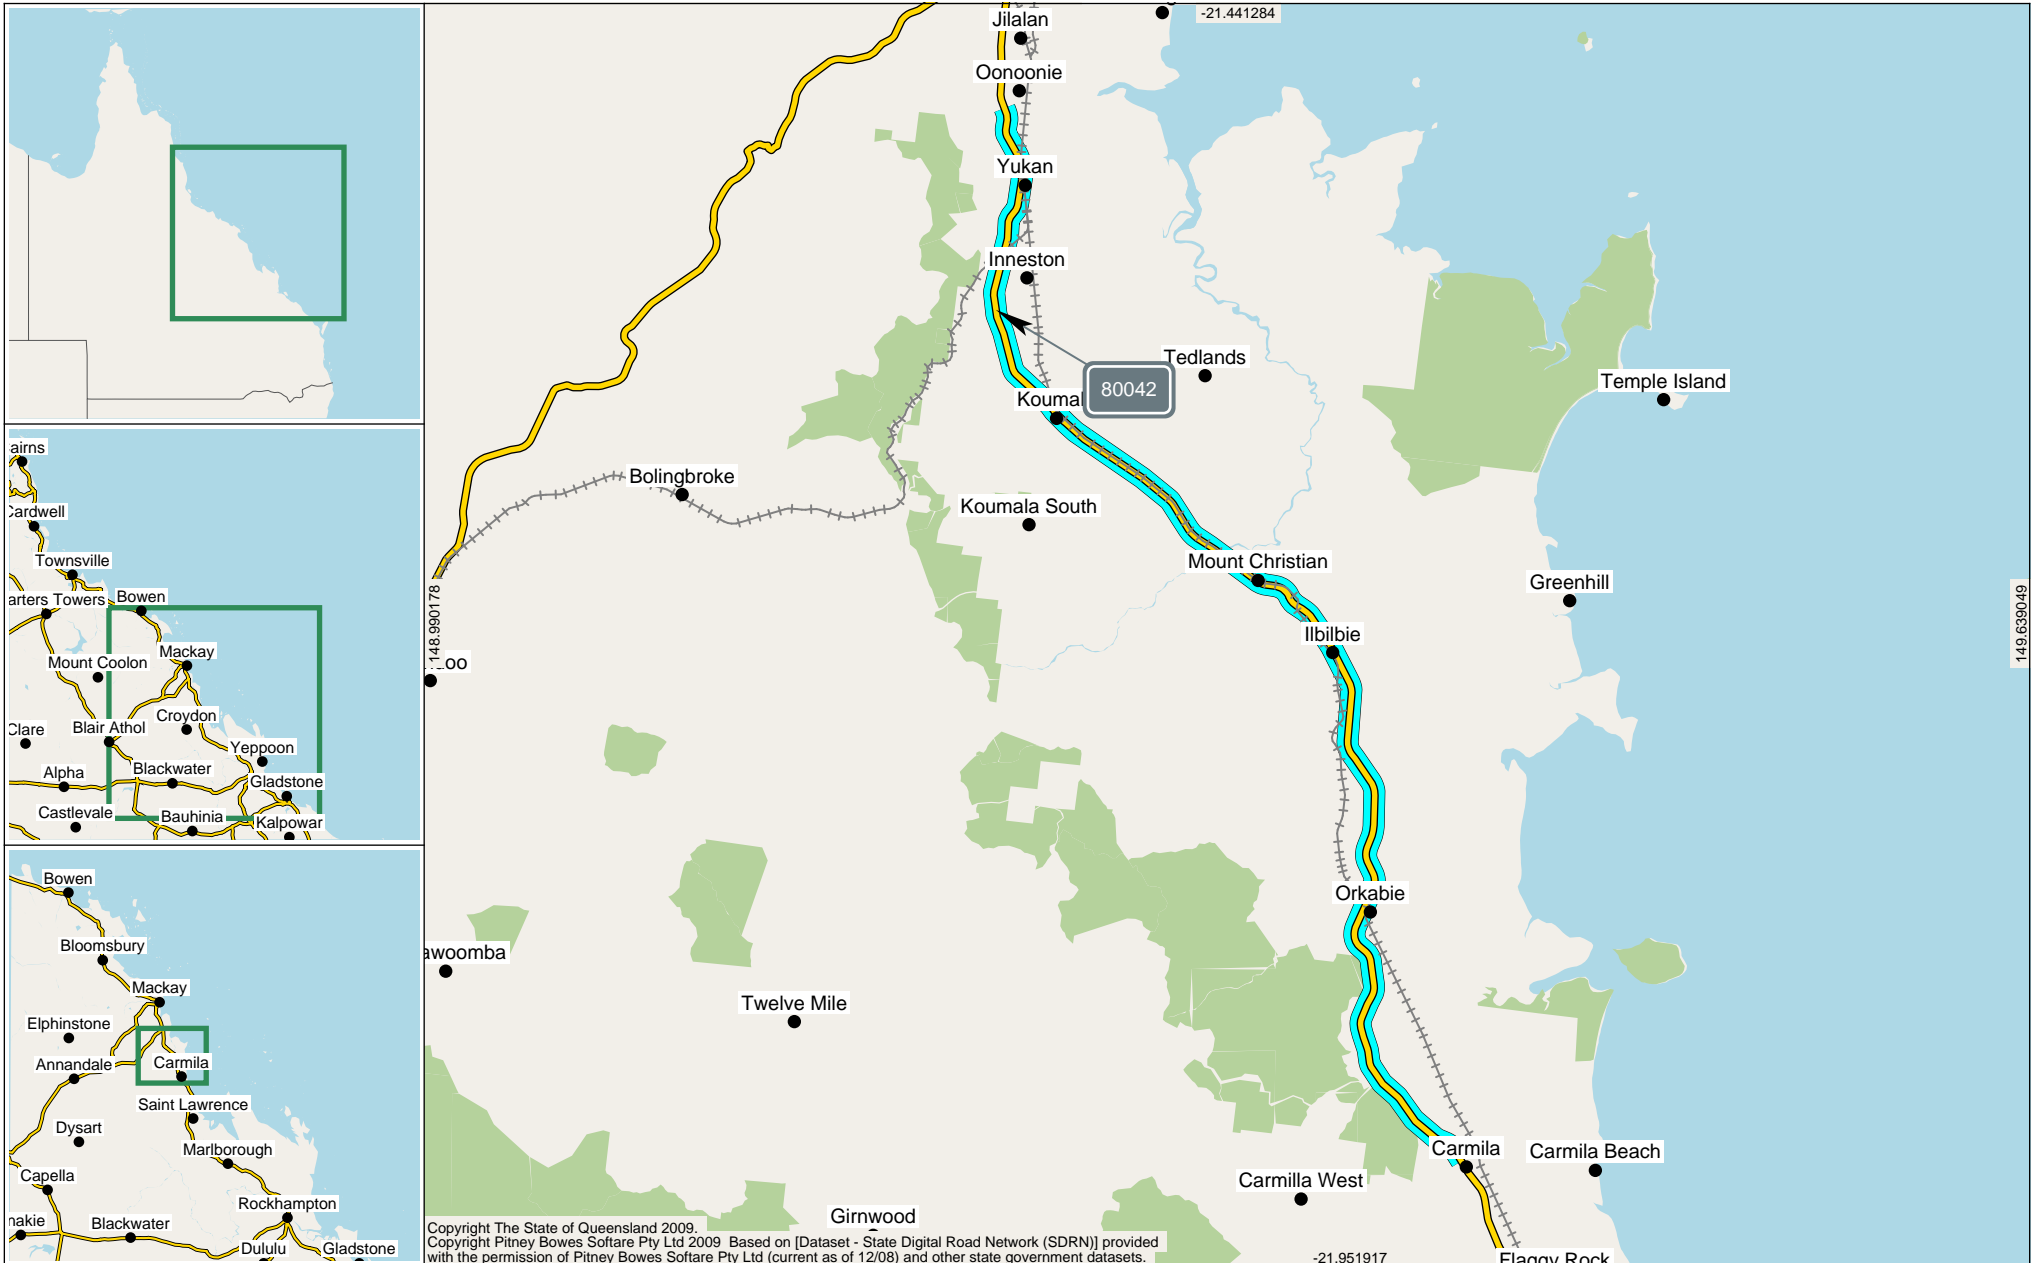 airns
Cardwell
Townsville
arters Towers
Bowen
Mount Coolon
Mackay
Clare
Blair Athol
Croydon
Yeppoon
Alpha
Blackwater
Gladstone
Castlevale
Bauhinia
Kalpowar
Bowen
Bloomsbury
Mackay
Elphinstone
Annandale
Carmila
Saint Lawrence
Dysart
Marlborough
Capella
Rockhampton
nakie
Blackwater
Dululu
Gladstone
-21.441284
Jilalan
Oonoonie
Yukan
Inneston
80042
Tedlands
Koumal
Temple Island
Bolingbroke
Koumala South
Mount Christian
Greenhill
148.990178
149.639049
Ilbilbie
oo
Orkabie
awoomba
Twelve Mile
Carmila
Carmila Beach
Carmilla West
Girnwood
Flaggy Rock
-21.951917
Copyright The State of Queensland 2009.
Copyright Pitney Bowes Softare Pty Ltd 2009 Based on [Dataset - State Digital Road Network (SDRN)] provided
with the permission of Pitney Bowes Softare Pty Ltd (current as of 12/08) and other state government datasets.